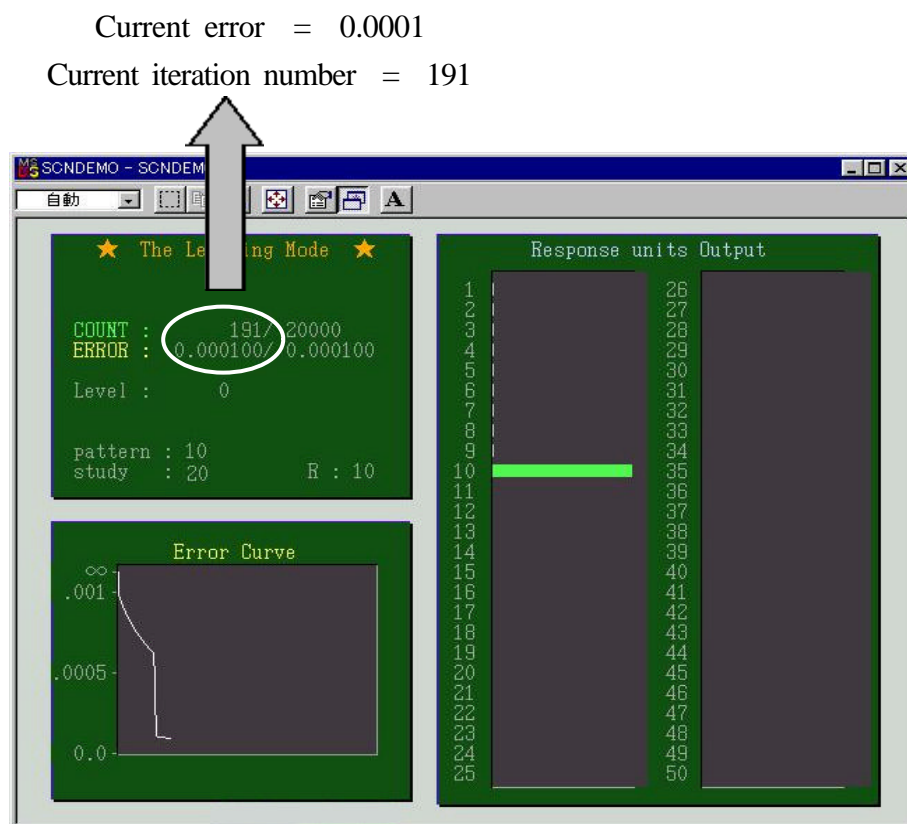 Current error = 0.0001
Current iteration number = 191
SCNDEMO - SCNDEM
自動
A
★ The Le ing Mode ★
COUNT : 191/ 20000
ERROR : 0.000100/ 0.000100
Level : 0
pattern : 10
study : 20 R : 10
Error Curve
∞
.001
.0005
0.0
Response units Output
1 26
2 27
3 28
4 29
5 30
6 31
7 32
8 33
9 34
10 35
11 36
12 37
13 38
14 39
15 40
16 41
17 42
18 43
19 44
20 45
21 46
22 47
23 48
24 49
25 50